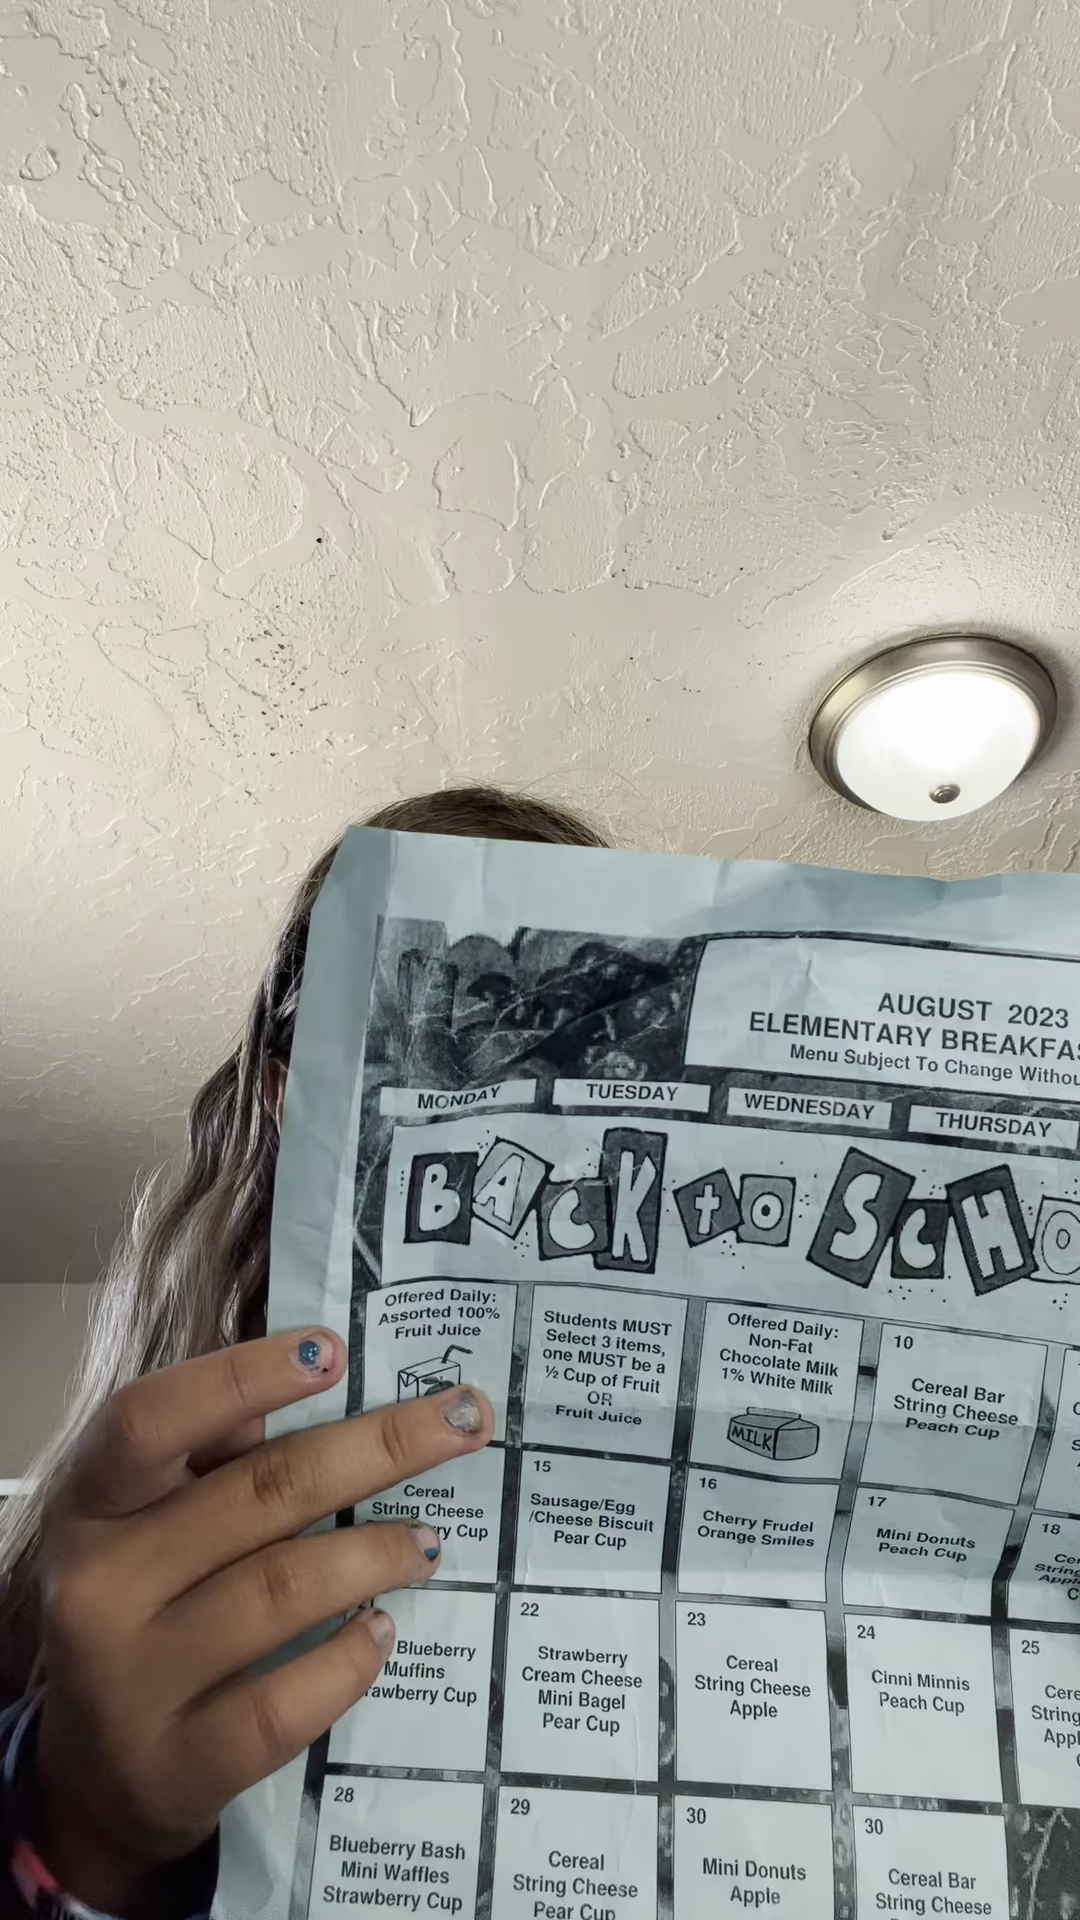 AUGUST 2023
ELEMENTARY BREAKFAS
Menu Subject To Change Withou
MONDAY
TUESDAY
WEDNESDAY
THURSDAY
BACK to SCHO
Offered Daily:
Assorted 100%
Fruit Juice
Students MUST
Select 3 items,
one MUST be a
½ Cup of Fruit
OR
Fruit Juice
Offered Daily:
Non-Fat
Chocolate Milk
1% White Milk
MILK
10
Cereal Bar
String Cheese
Peach Cup
Cereal
String Cheese
Cup
15
Sausage/Egg
/Cheese Biscuit
Pear Cup
16
Cherry Frudel
Orange Smiles
17
Mini Donuts
Peach Cup
18
Blueberry
Muffins
rawberry Cup
22
Strawberry
Cream Cheese
Mini Bagel
Pear Cup
23
Cereal
String Cheese
Apple
24
Cinni Minnis
Peach Cup
25
Cere
String
Appl
28
Blueberry Bash
Mini Waffles
Strawberry Cup
29
Cereal
String Cheese
Pear Cup
30
Mini Donuts
Apple
30
Cereal Bar
String Cheese